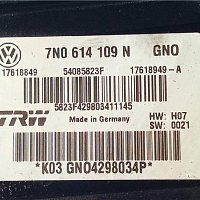 7N0 614 109 N GNO
17618849 54085823F 17618949-A
5823F429803411145
TRW Made in Germany HW: H07
SW: 0021
*K03 GNO4298034P*